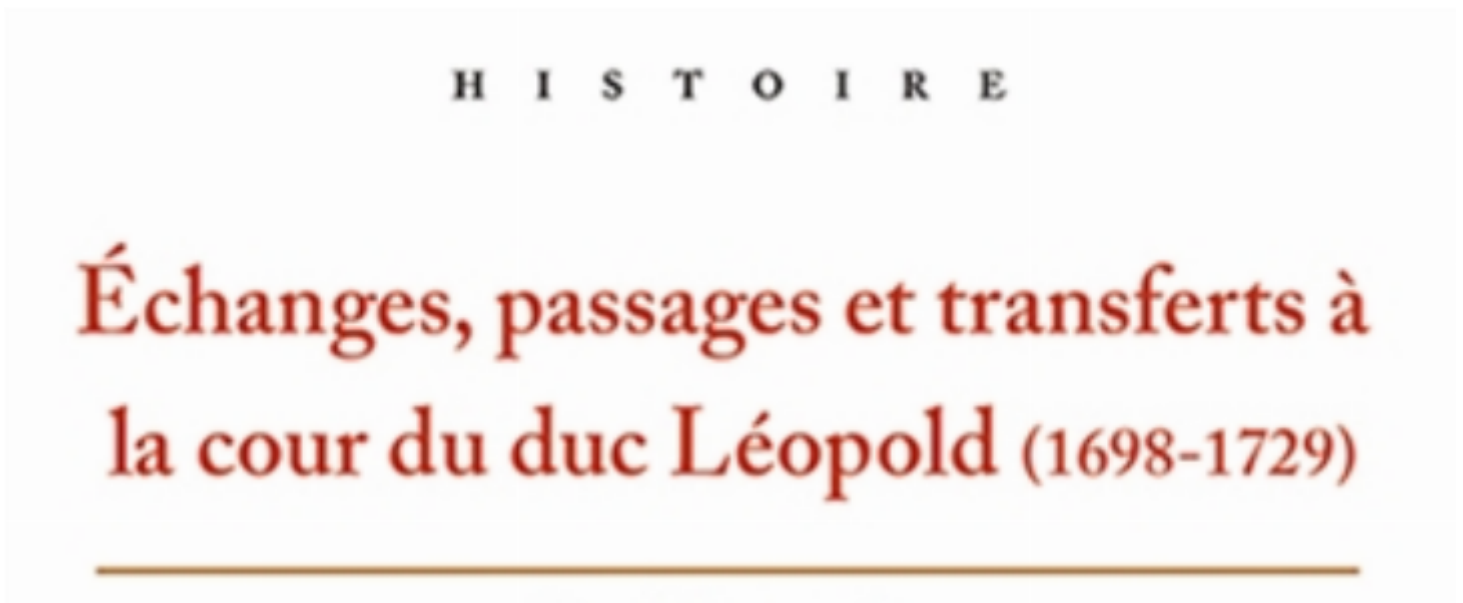 HISTOIRE
Échanges, passages et transferts à
la cour du duc Léopold (1698-1729)